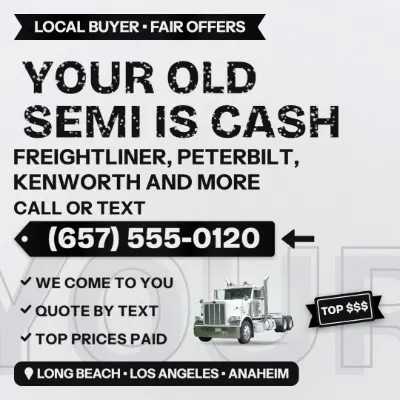 LOCAL BUYER • FAIR OFFERS
YOUR OLD
SEMI IS CASH
FREIGHTLINER, PETERBILT,
KENWORTH AND MORE
CALL OR TEXT
(657) 555-0120
WE COME TO YOU
QUOTE BY TEXT
TOP PRICES PAID
TOP $$$
YOUR
LONG BEACH • LOS ANGELES • ANAHEIM